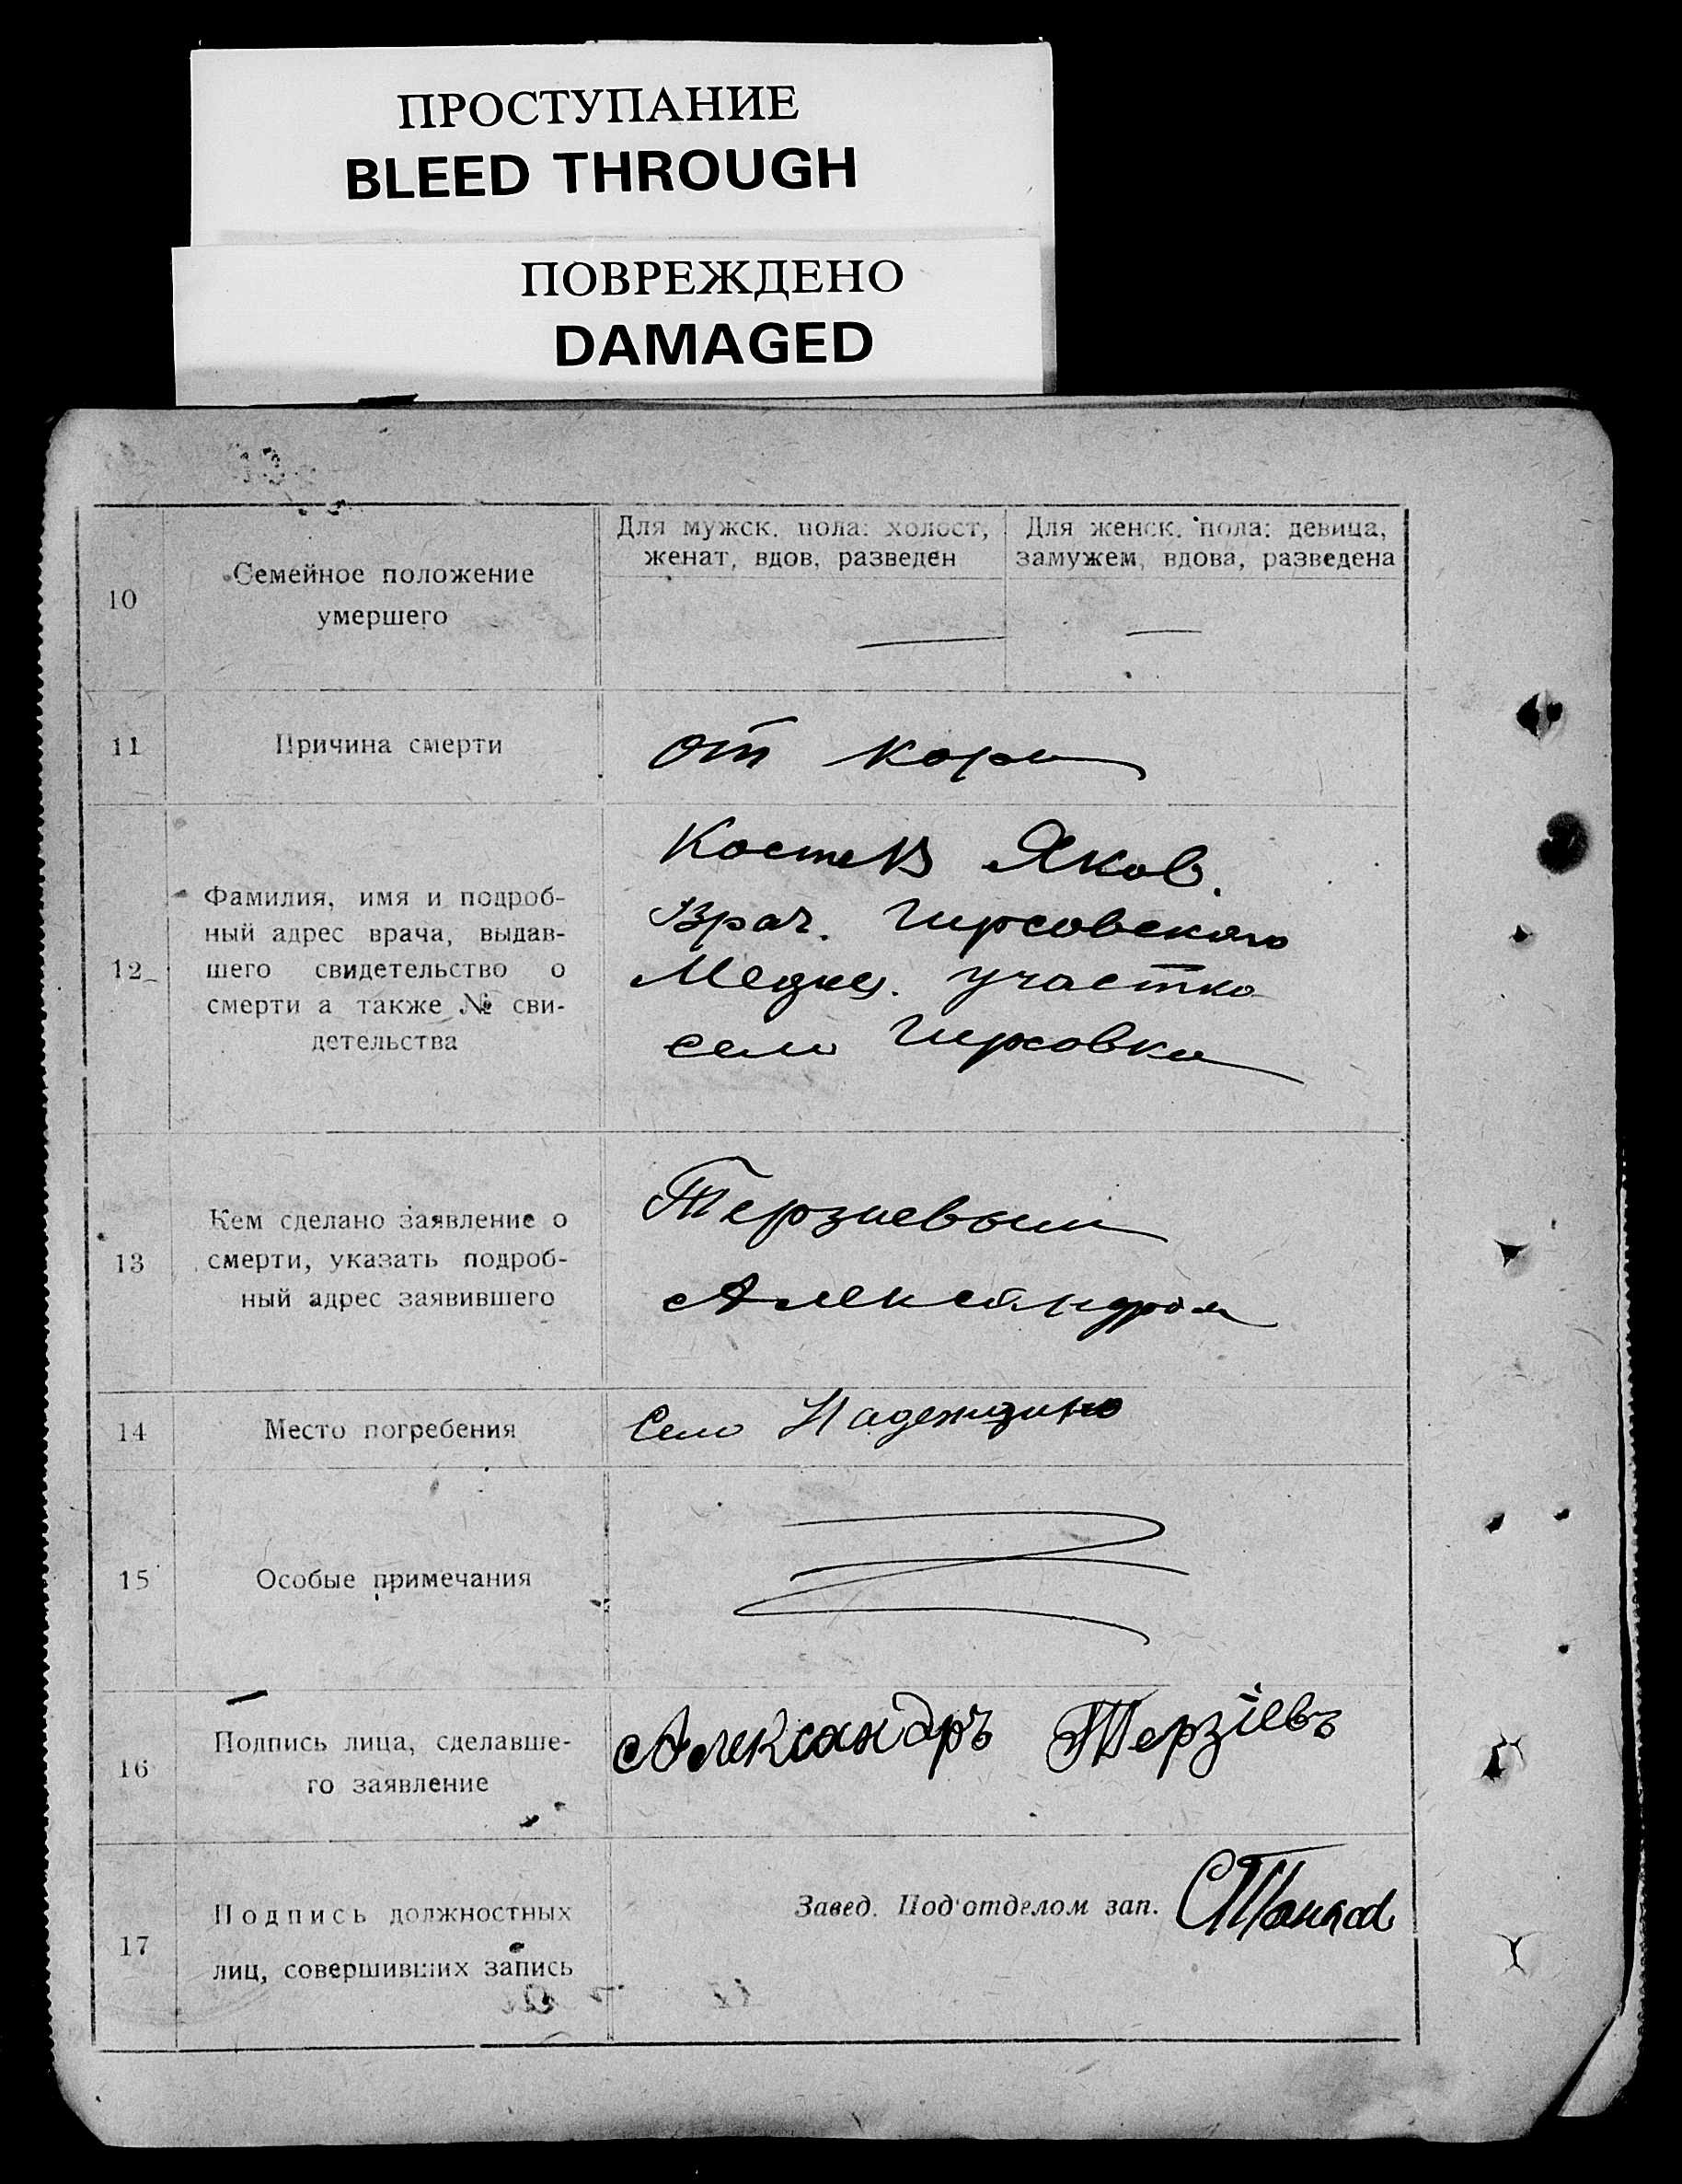 ПРОСТУПАНИЕ
BLEED THROUGH
ПОВРЕЖДЕНО
DAMAGED
10
Семейное положение
умершего
Для мужск. пола: холост,
женат, вдов, разведен
Для женск. пола: девица,
замужем, вдова, разведена
11
Причина смерти
от кори
12
Фамилия, имя и подроб-
ный адрес врача, выдав-
шего свидетельство о
смерти а также № сви-
детельства
Яков.
Врач. Чирсовского
Медиц. участка
село Чирсовка
13
Кем сделано заявление о
смерти, указать подроб-
ный адрес заявившего
Терзиевым
Александром
14
Место погребения
Село Надеждино
15
Особые примечания
16
Подпись лица, сделавше-
го заявление
Александръ Терзіевъ
17
Подпись должностных
лиц, совершивших запись
Завед. Под'отделом зап.